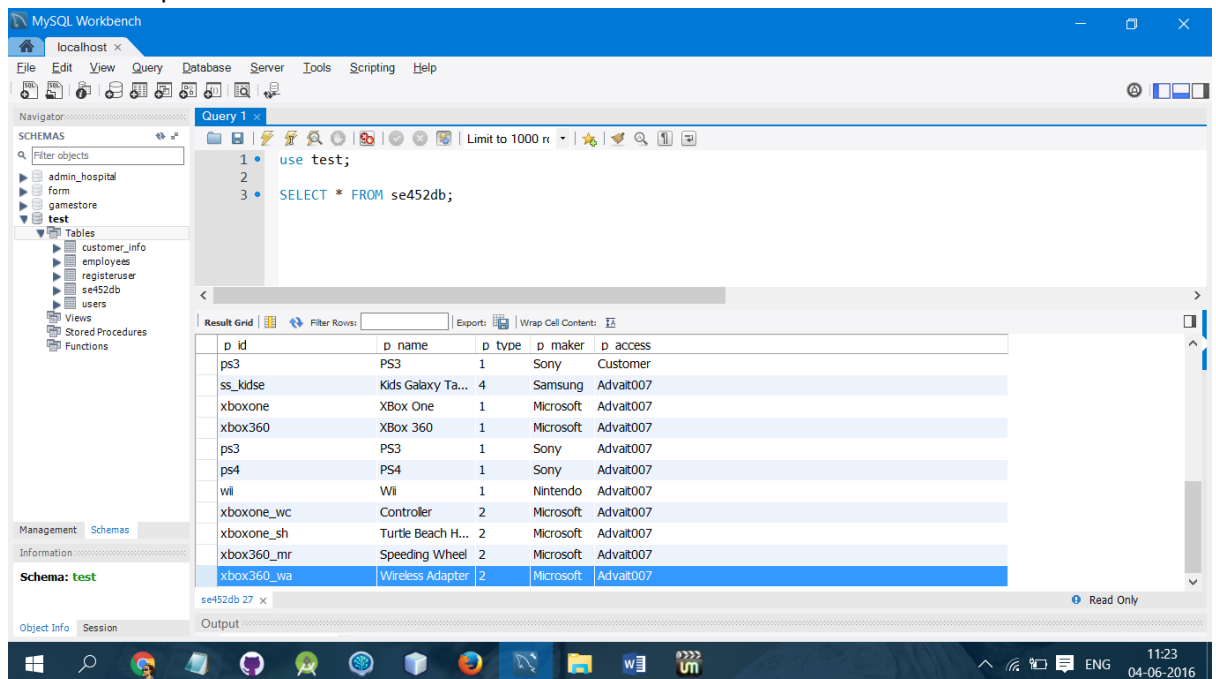 MySQL Workbench
localhost ×
File Edit View Query Database Server Tools Scripting Help
Navigator
SCHEMAS
Filter objects
admin_hospital
form
gamestore
test
Tables
customer_info
employees
registeruser
se452db
users
Views
Stored Procedures
Functions
Management Schemas
Information
Schema: test
Object Info Session
Query 1 ×
Limit to 1000 rc
1 use test;
2
3 SELECT * FROM se452db;
Result Grid Filter Rows: Export: Wrap Cell Content:
p_id p_name p_type p_maker p_access
ps3 PS3 1 Sony Customer
ss_kidse Kids Galaxy Ta... 4 Samsung Advait007
xboxone XBox One 1 Microsoft Advait007
xbox360 XBox 360 1 Microsoft Advait007
ps3 PS3 1 Sony Advait007
ps4 PS4 1 Sony Advait007
wii Wii 1 Nintendo Advait007
xboxone_wc Controller 2 Microsoft Advait007
xboxone_sh Turtle Beach H... 2 Microsoft Advait007
xbox360_mr Speeding Wheel 2 Microsoft Advait007
xbox360_wa Wireless Adapter 2 Microsoft Advait007
se452db 27 × Read Only
Output
ENG 11:23
04-06-2016